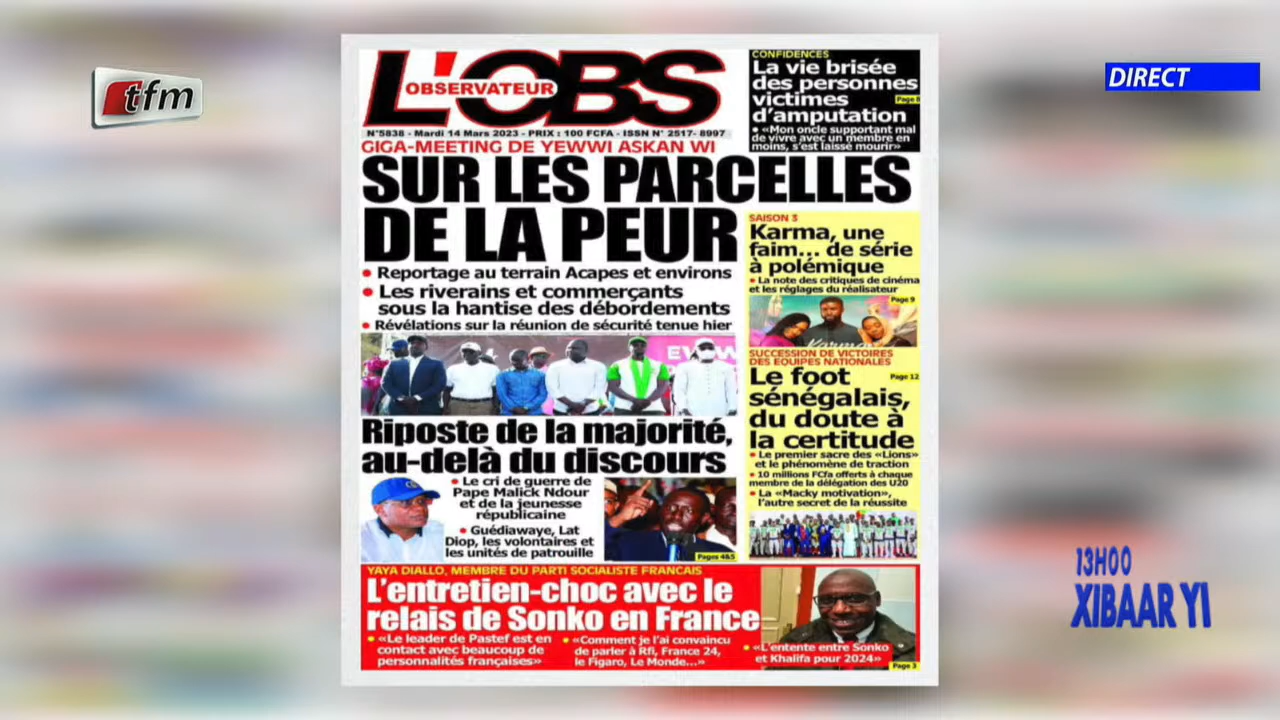 tfm
DIRECT
L'OBS
OBSERVATEUR
N°5838 - Mardi 14 Mars 2023 - PRIX : 100 FCFA - ISSN N° 2517- 8997
CONFIDENCES
La vie brisée
des personnes
victimes
d'amputation
Page 8
• «Mon oncle supportant mal
de vivre avec un membre en
moins, s'est laissé mourir»
GIGA-MEETING DE YEWWI ASKAN WI
SUR LES PARCELLES
DE LA PEUR
• Reportage au terrain Acapes et environs
• Les riverains et commerçants
sous la hantise des débordements
• Révélations sur la réunion de sécurité tenue hier
SAISON 3
Karma, une
faim... de série
à polémique
• La note des critiques de cinéma
et les réglages du réalisateur
Page 9
Karma
SUCCESSION DE VICTOIRES
DES EQUIPES NATIONALES
Le foot
Page 12
sénégalais,
du doute à
la certitude
• Le premier sacre des «Lions»
et le phénomène de traction
• 10 millions FCfa offerts à chaque
membre de la délégation des U20
• La «Macky motivation»,
l'autre secret de la réussite
Riposte de la majorité,
au-delà du discours
• Le cri de guerre de
Pape Malick Ndour
et de la jeunesse
républicaine
• Guédiawaye, Lat
Diop, les volontaires et
les unités de patrouille
Pages 4&5
YAYA DIALLO, MEMBRE DU PARTI SOCIALISTE FRANCAIS
L'entretien-choc avec le
relais de Sonko en France
• «Le leader de Pastef est en
contact avec beaucoup de
personnalités françaises»
• «Comment je l'ai convaincu
de parler à Rfi, France 24,
le Figaro, Le Monde...»
• «L'entente entre Sonko
et Khalifa pour 2024»
Page 3
13H00
XIBAAR YI